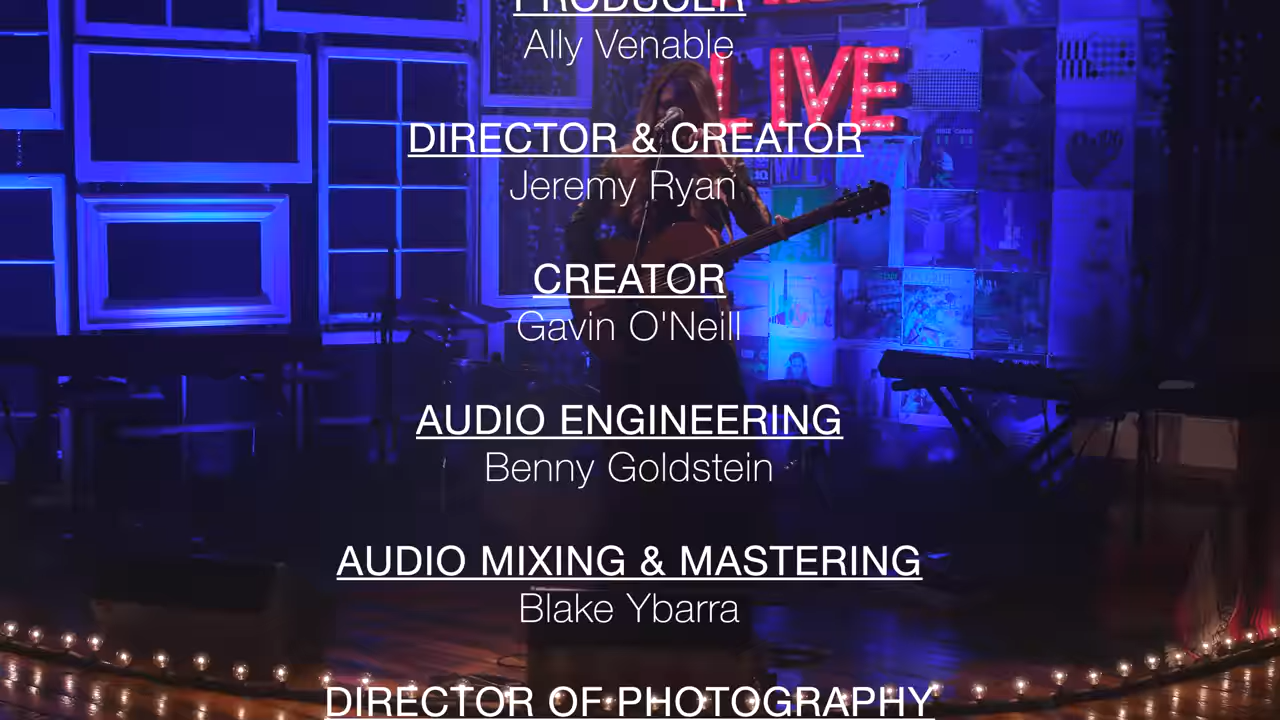 PRODUCER
Ally Venable
LIVE
DIRECTOR & CREATOR
Jeremy Ryan
CREATOR
Gavin O'Neill
AUDIO ENGINEERING
Benny Goldstein
AUDIO MIXING & MASTERING
Blake Ybarra
DIRECTOR OF PHOTOGRAPHY